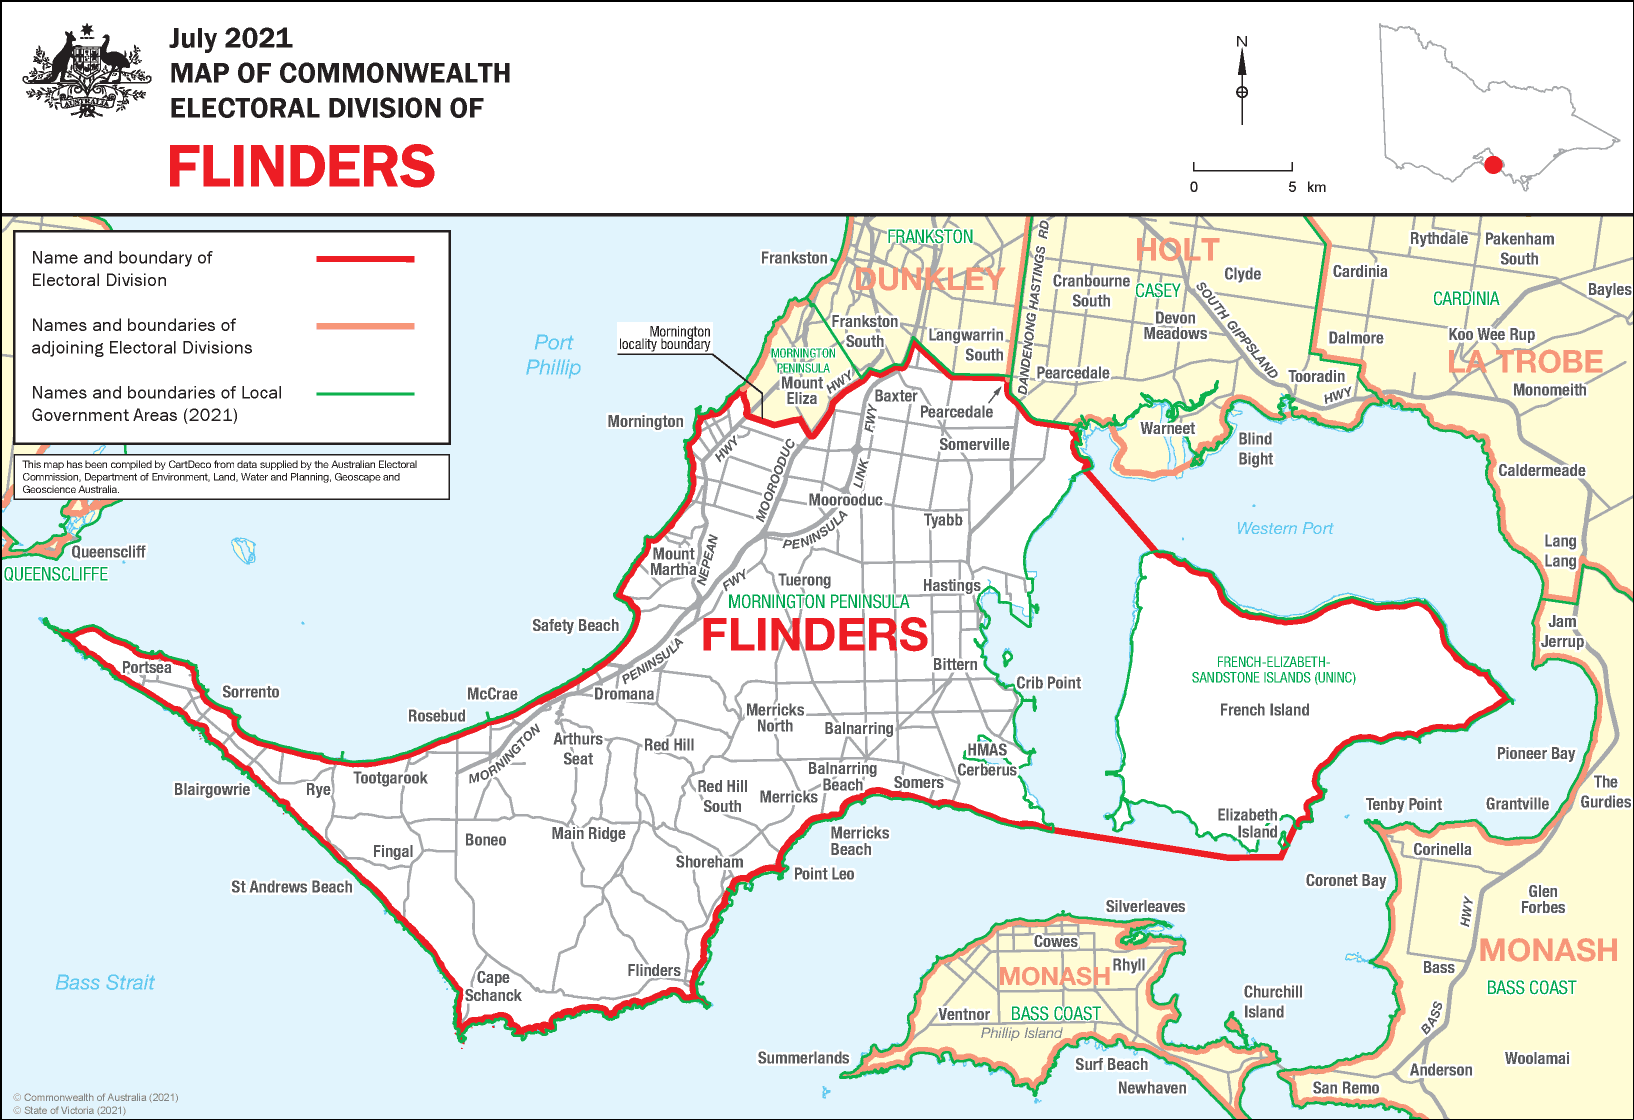 July 2021
MAP OF COMMONWEALTH
ELECTORAL DIVISION OF
FLINDERS
AUSTRALIA
N
0 5 km
Name and boundary of
Electoral Division
Names and boundaries of
adjoining Electoral Divisions
Names and boundaries of Local
Government Areas (2021)
This map has been compiled by CartDeco from data supplied by the Australian Electoral
Commission, Department of Environment, Land, Water and Planning, Geoscape and
Geoscience Australia.
Frankston
FRANKSTON
DUNKLEY
HOLT
Rythdale
Pakenham
South
Cranbourne
South
CASEY
Clyde
Cardinia
CARDINIA
Bayles
DANDENONG HASTINGS RD
SOUTH GIPPSLAND
HWY
Port
Phillip
Mornington
locality boundary
Frankston
South
Langwarrin
South
Devon
Meadows
Dalmore
Koo Wee Rup
LA TROBE
MORNINGTON
PENINSULA
Mount
Eliza
HWY
Baxter
Pearcedale
Pearcedale
Tooradin
Monomeith
Mornington
HWY
MOOROODUC
FWY
LINK
Somerville
Warneet
Blind
Bight
Caldermeade
Moorooduc
PENINSULA
Tyabb
Western Port
Queenscliff
QUEENSCLIFFE
Mount
Martha
NEPEAN
FWY
Tuerong
Hastings
Lang
Lang
MORNINGTON PENINSULA
FLINDERS
Safety Beach
PENINSULA
Jam
Jerrup
Portsea
Sorrento
McCrae
Dromana
Bittern
Crib Point
FRENCH-ELIZABETH-
SANDSTONE ISLANDS (UNINC)
French Island
Rosebud
MORNINGTON
Arthurs
Seat
Red Hill
Merricks
North
Balnarring
HMAS
Cerberus
Pioneer Bay
Blairgowrie
Rye
Tootgarook
Red Hill
South
Balnarring
Beach
Merricks
Somers
The
Gurdies
Tenby Point
Grantville
Elizabeth
Island
Fingal
Boneo
Main Ridge
Merricks
Beach
Shoreham
Point Leo
Corinella
St Andrews Beach
Coronet Bay
Glen
Forbes
HWY
Silverleaves
Cowes
MONASH
Rhyll
MONASH
Bass Strait
Cape
Schanck
Flinders
Bass
BASS COAST
Ventnor
BASS COAST
Phillip Island
Churchill
Island
BASS
Summerlands
Surf Beach
Newhaven
San Remo
Anderson
Woolamai
© Commonwealth of Australia (2021)
© State of Victoria (2021)